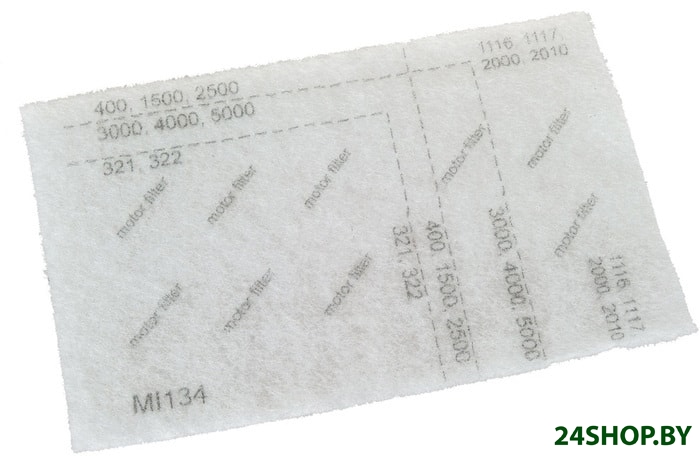 1116, 1117,
2000, 2010
400, 1500, 2500
3000, 4000, 5000
321, 322
motor filter
motor filter
motor filter
motor filter
motor filter
motor filter
motor filter
motor filter
motor filter
321, 322
400, 1500, 2500
3000, 4000, 5000
1116, 1117
2000, 2010
MI134
24SHOP.BY